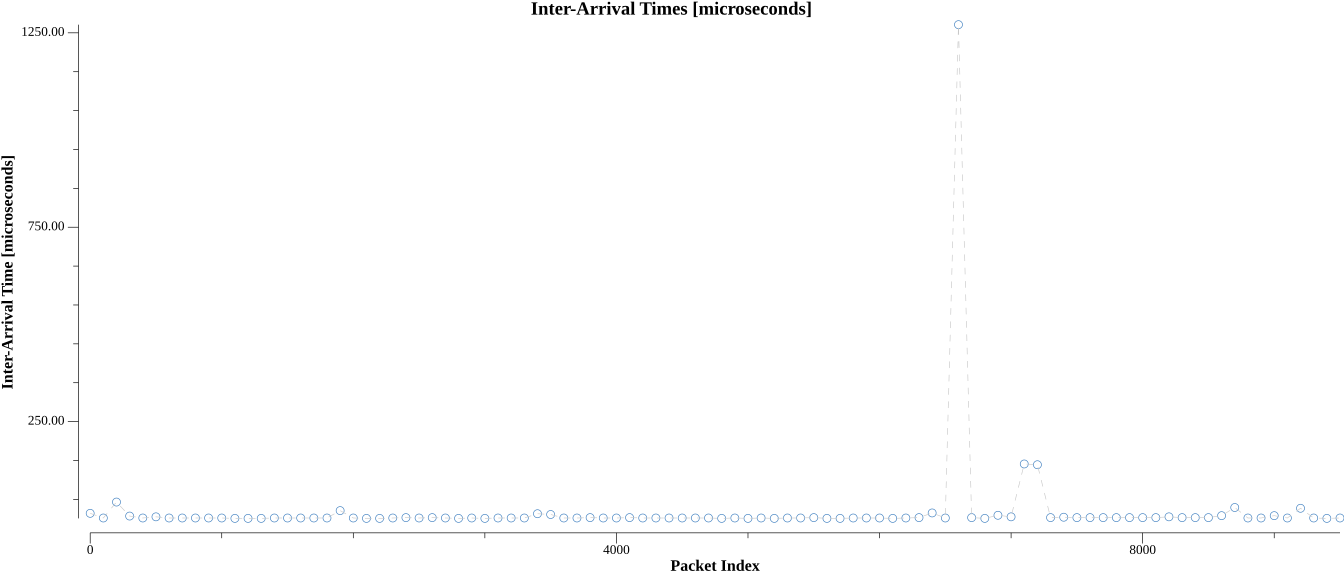 Inter-Arrival Times [microseconds]
1250.00
750.00
250.00
Inter-Arrival Time [microseconds]
0
4000
8000
Packet Index